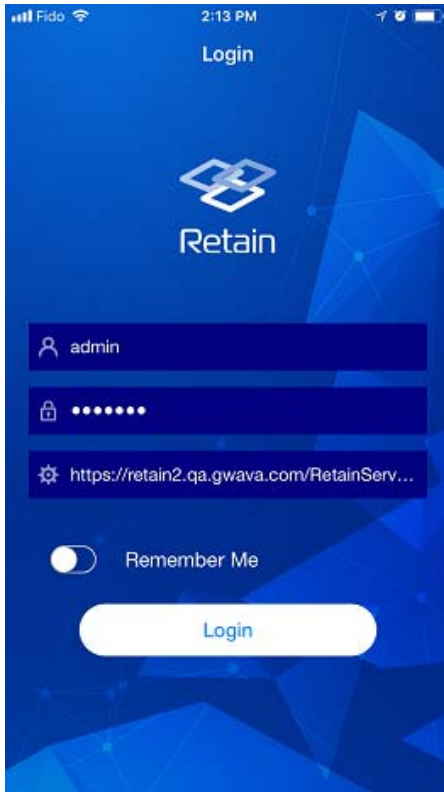 Fido 2:13 PM
Login
Retain
admin
•••••••
https://retain2.qa.gwava.com/RetainServ...
Remember Me
Login